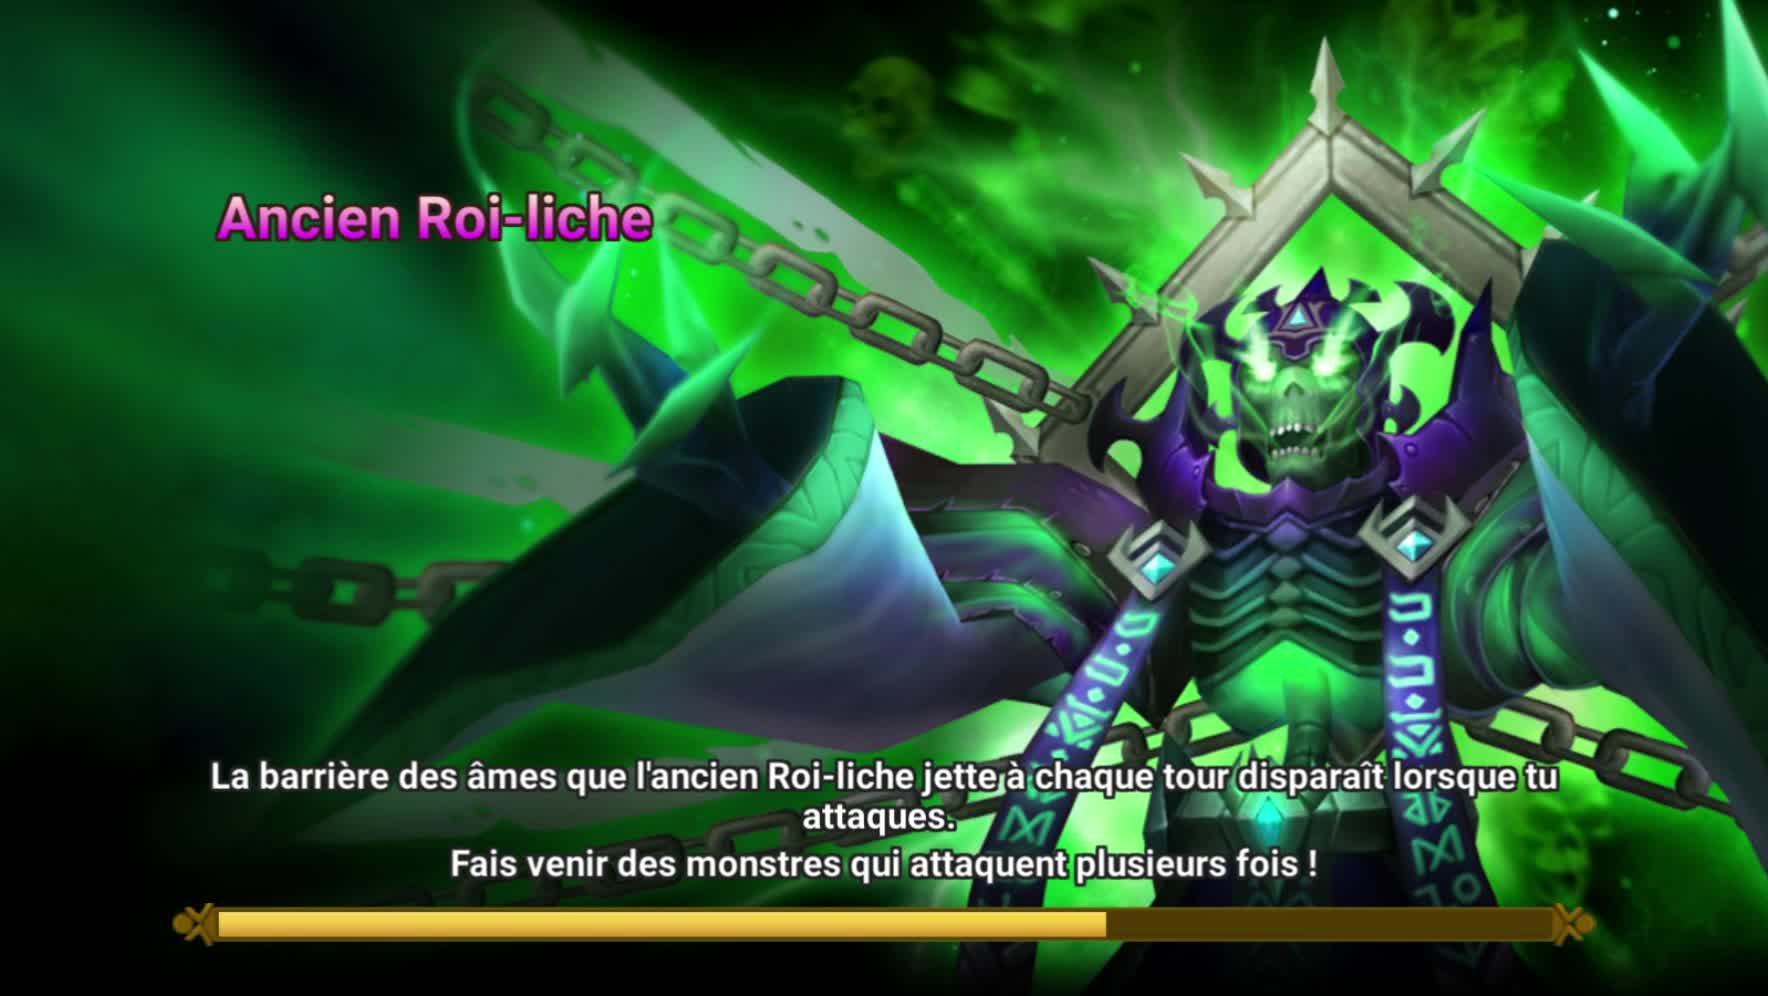 Ancien Roi-liche
La barrière des âmes que l'ancien Roi-liche jette à chaque tour disparaît lorsque tu
attaques.
Fais venir des monstres qui attaquent plusieurs fois !